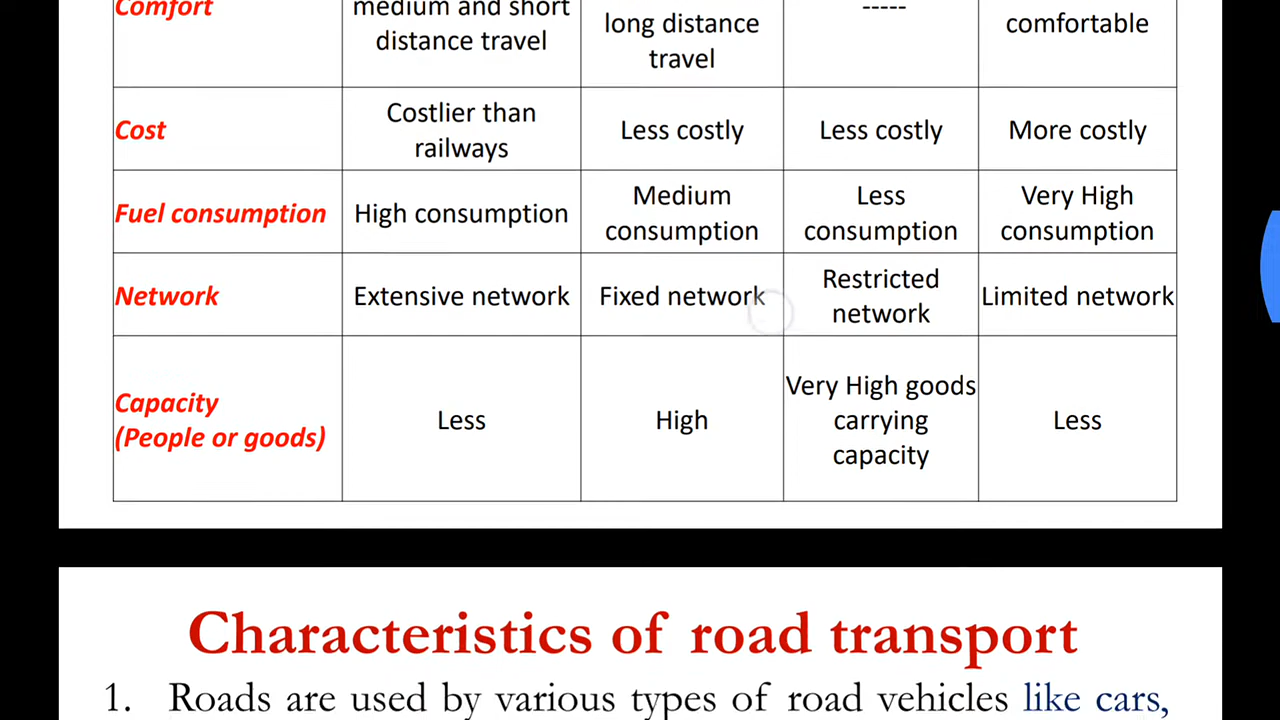 Comfort
medium and short
distance travel
long distance
travel
-----
comfortable
Cost
Costlier than
railways
Less costly
Less costly
More costly
Fuel consumption
High consumption
Medium
consumption
Less
consumption
Very High
consumption
Network
Extensive network
Fixed network
Restricted
network
Limited network
Capacity
(People or goods)
Less
High
Very High goods
carrying
capacity
Less
Characteristics of road transport
1. Roads are used by various types of road vehicles like cars,